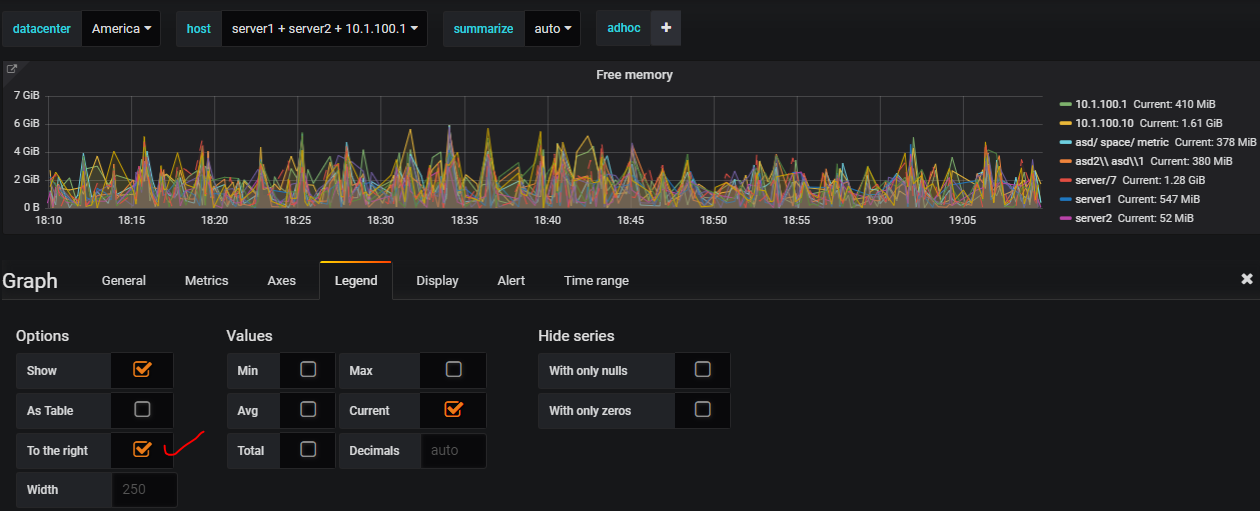 datacenter America host server1 + server2 + 10.1.100.1 summarize auto adhoc +
Free memory
7 GiB
6 GiB
4 GiB
2 GiB
0 B
18:10 18:15 18:20 18:25 18:30 18:35 18:40 18:45 18:50 18:55 19:00 19:05
10.1.100.1 Current: 410 MiB
10.1.100.10 Current: 1.61 GiB
asd/ space/ metric Current: 378 MiB
asd2\\ asd\\1 Current: 380 MiB
server/7 Current: 1.28 GiB
server1 Current: 547 MiB
server2 Current: 52 MiB
Graph General Metrics Axes Legend Display Alert Time range
Options Values Hide series
Show Min Max With only nulls
As Table Avg Current With only zeros
To the right Total Decimals auto
Width 250